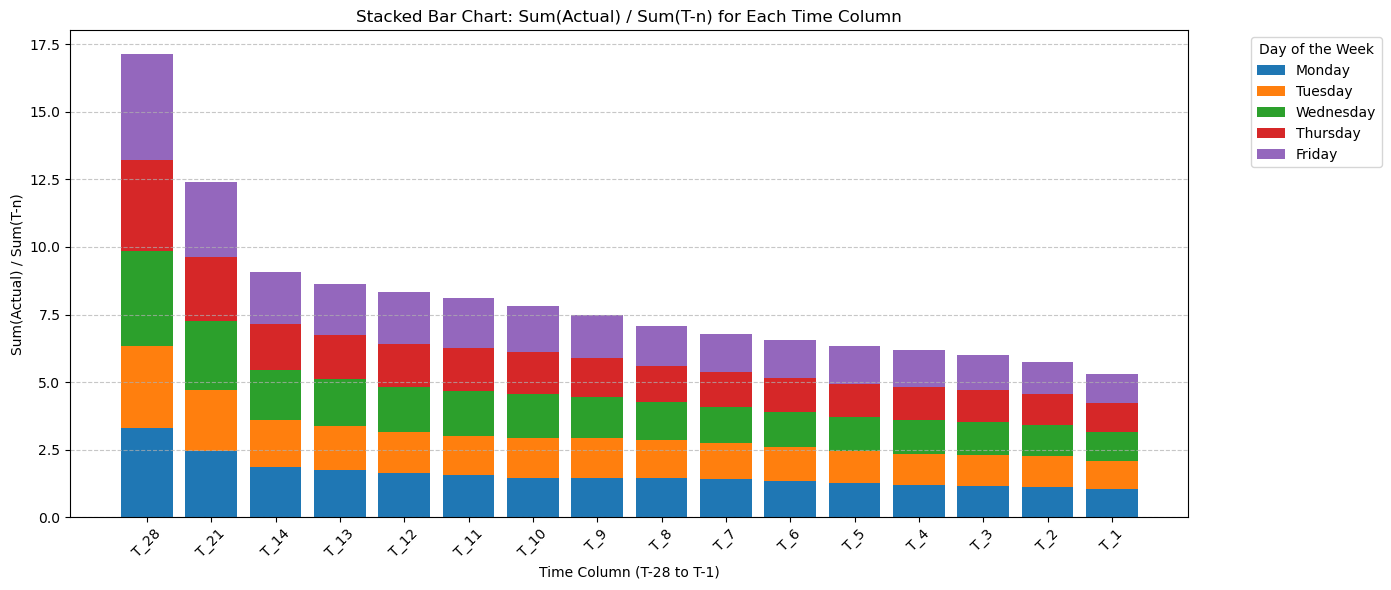 Stacked Bar Chart: Sum(Actual) / Sum(T-n) for Each Time Column
Day of the Week
Monday
Tuesday
Wednesday
Thursday
Friday
Sum(Actual) / Sum(T-n)
17.5
15.0
12.5
10.0
7.5
5.0
2.5
0.0
T_28 T_21 T_14 T_13 T_12 T_11 T_10 T_9 T_8 T_7 T_6 T_5 T_4 T_3 T_2 T_1
Time Column (T-28 to T-1)